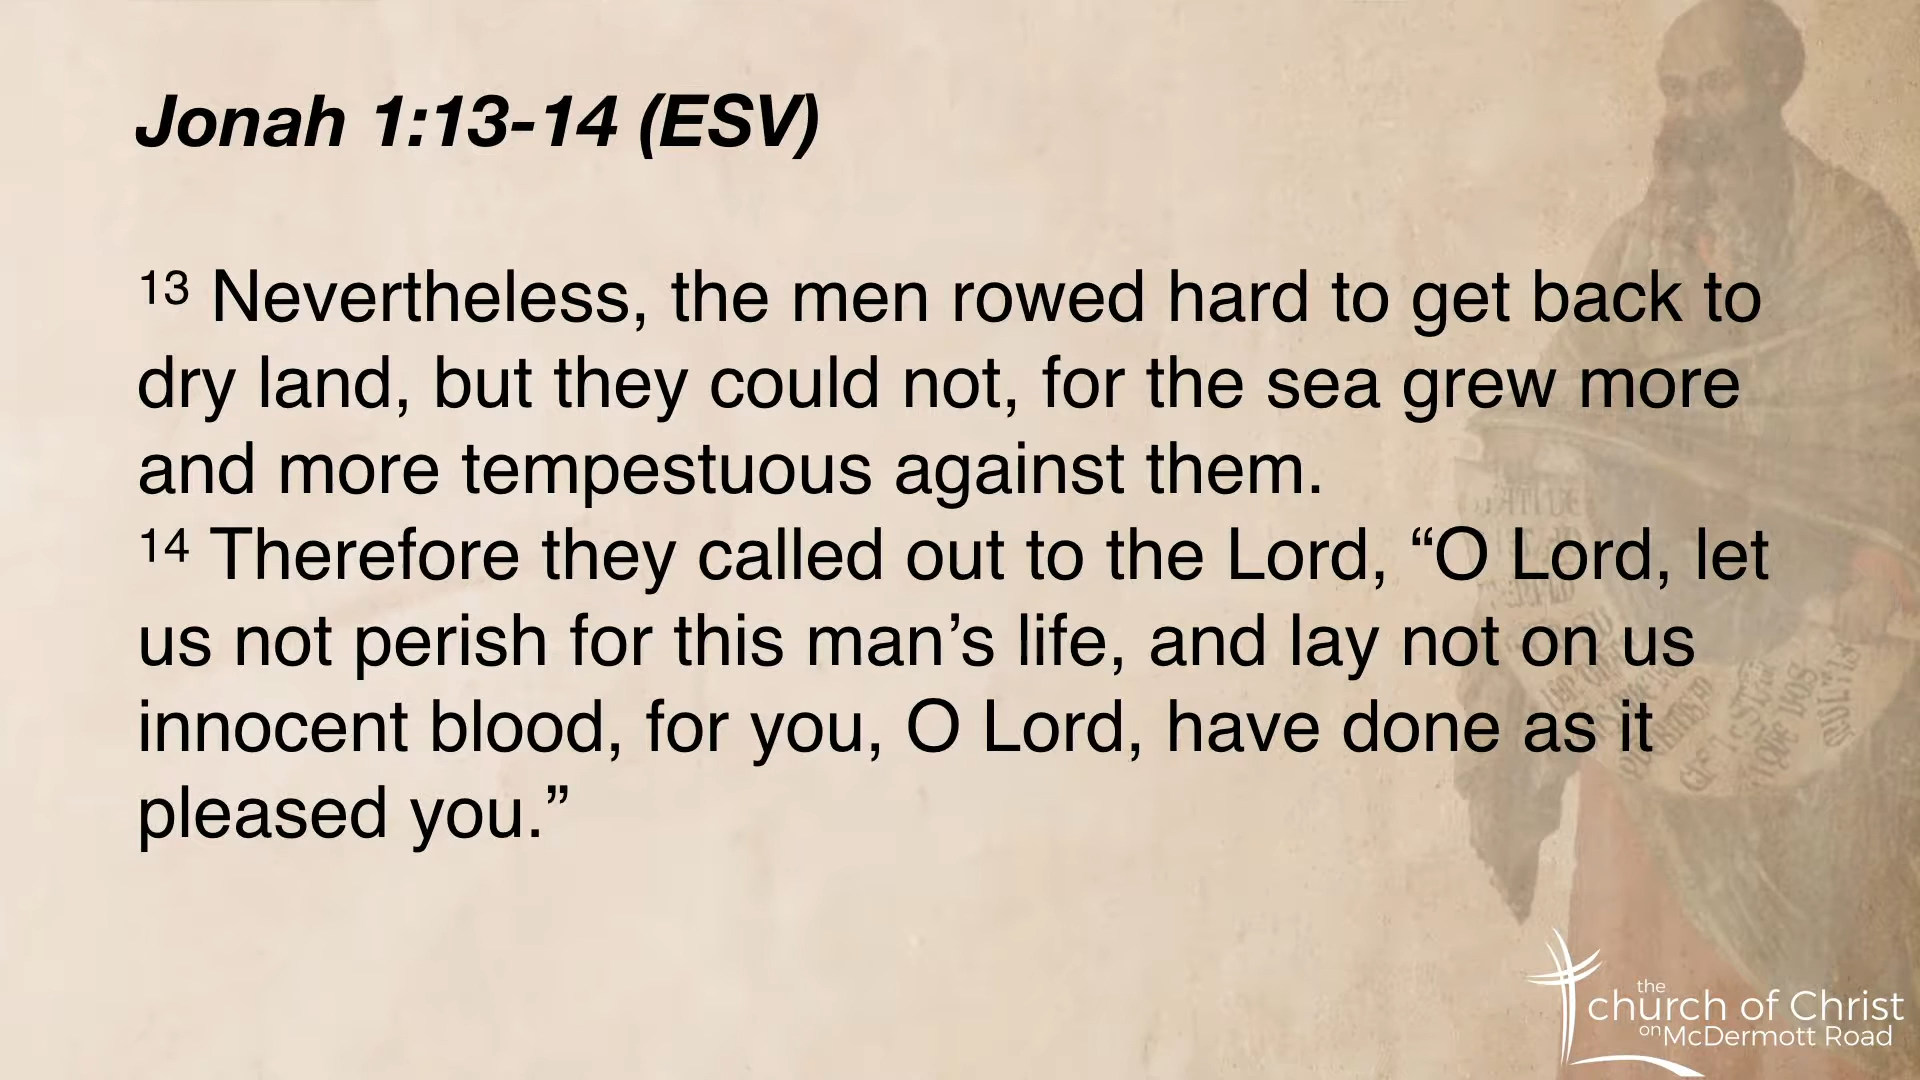 Jonah 1:13-14 (ESV)
13 Nevertheless, the men rowed hard to get back to
dry land, but they could not, for the sea grew more
and more tempestuous against them.
14 Therefore they called out to the Lord, “O Lord, let
us not perish for this man’s life, and lay not on us
innocent blood, for you, O Lord, have done as it
pleased you.”
the
church of Christ
on McDermott Road